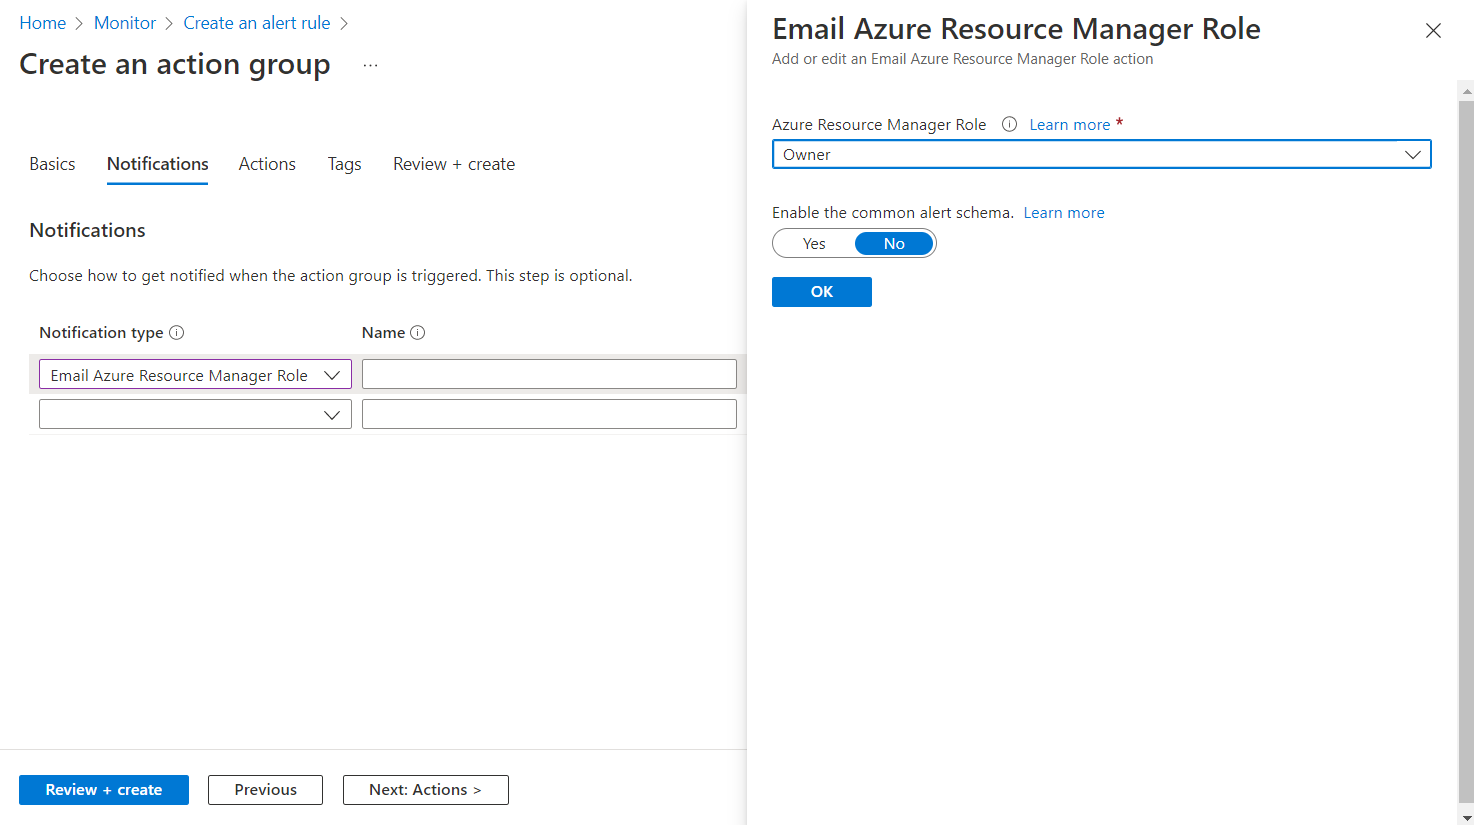 Home > Monitor > Create an alert rule >
Create an action group ...
Basics Notifications Actions Tags Review + create
Notifications
Choose how to get notified when the action group is triggered. This step is optional.
Notification type Name
Email Azure Resource Manager Role
Review + create Previous Next: Actions >
Email Azure Resource Manager Role
Add or edit an Email Azure Resource Manager Role action
Azure Resource Manager Role Learn more *
Owner
Enable the common alert schema. Learn more
Yes No
OK